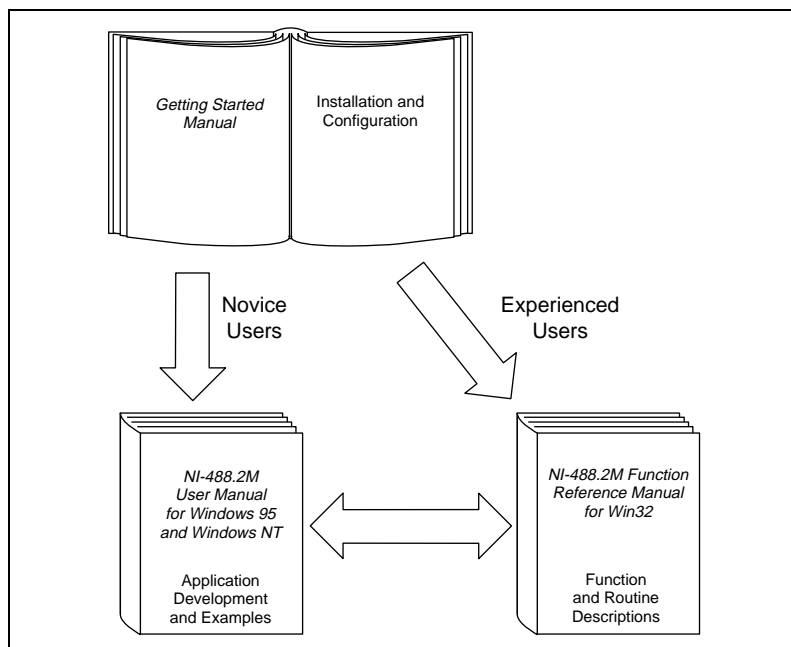 Getting Started
Manual
Installation and
Configuration
Novice
Users
Experienced
Users
NI-488.2M
User Manual
for Windows 95
and Windows NT
Application
Development
and Examples
NI-488.2M Function
Reference Manual
for Win32
Function
and Routine
Descriptions